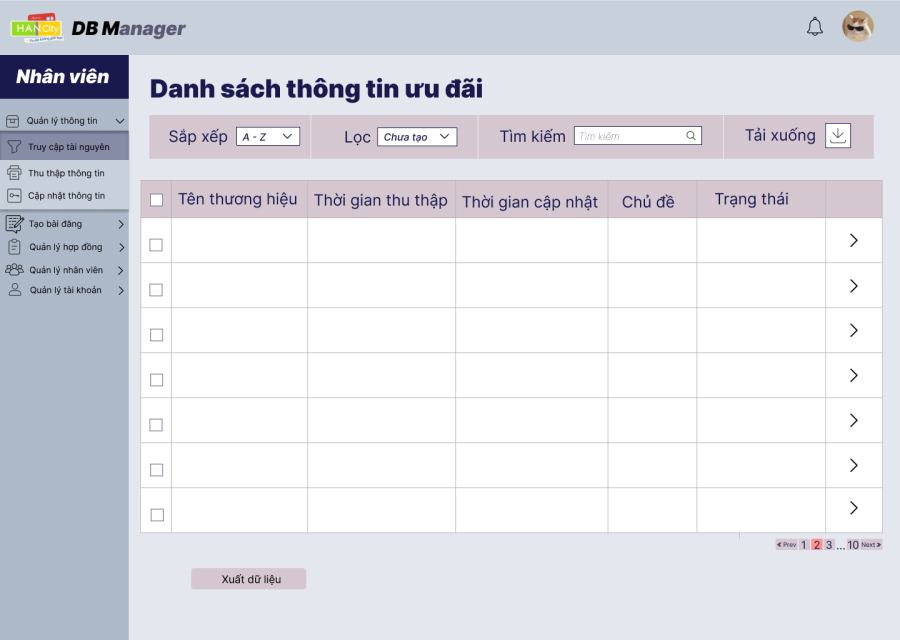 HANCity
DB Manager
Nhân viên
Quản lý thông tin
Truy cập tài nguyên
Thu thập thông tin
Cập nhật thông tin
Tạo bài đăng
Quản lý hợp đồng
Quản lý nhân viên
Quản lý tài khoản
Danh sách thông tin ưu đãi
Sắp xếp A - Z Lọc Chưa tạo Tìm kiếm Tìm kiếm Tải xuống
Tên thương hiệu Thời gian thu thập Thời gian cập nhật Chủ đề Trạng thái
Prev 1 2 3 ... 10 Next
Xuất dữ liệu